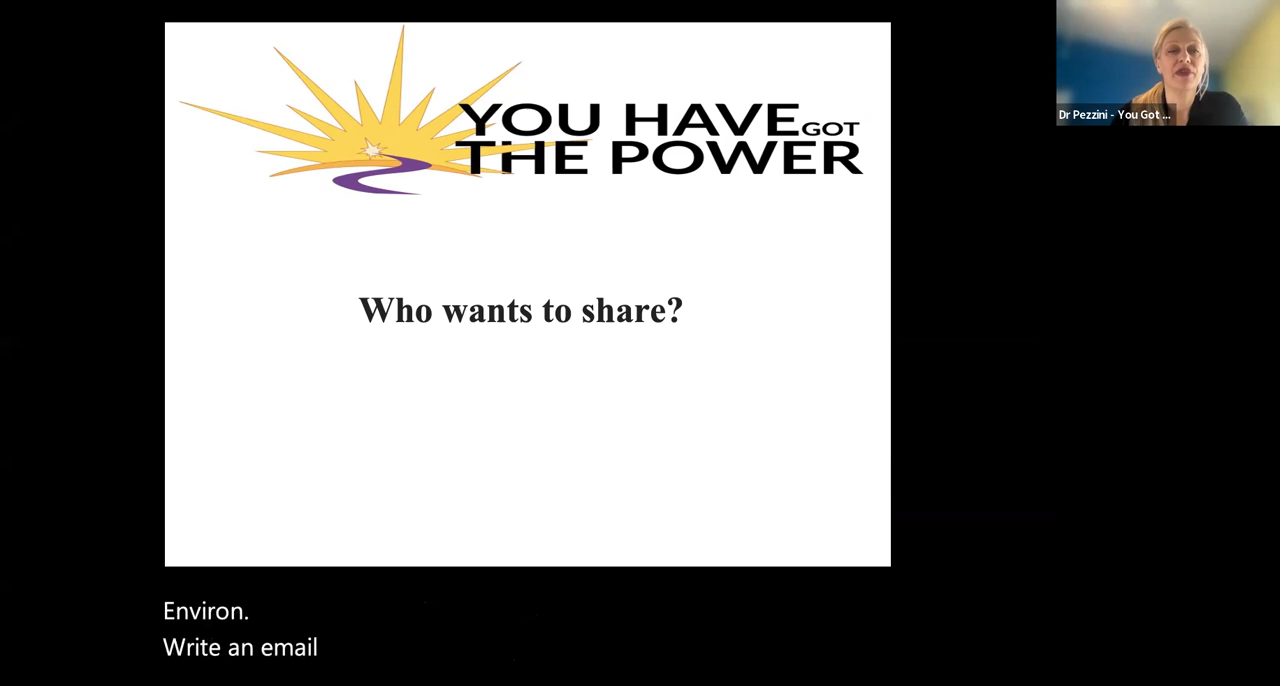 YOU HAVE GOT
THE POWER
Who wants to share?
Dr Pezzini - You Got ...
Environ.
Write an email